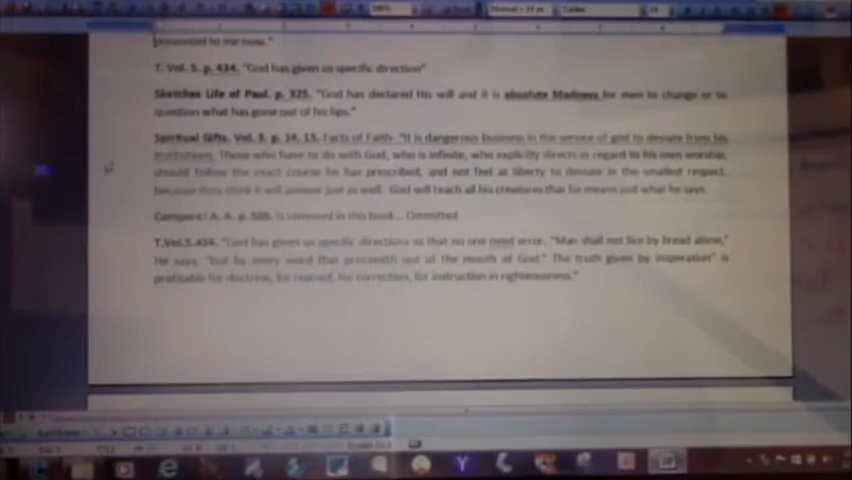 presented to me now."
T. Vol. 5. p. 434. "God has given us specific direction"
Sketches Life of Paul. p. 325. "God has declared His will and it is absolute Madness for men to change or to
question what has gone out of his lips."
Spiritual Gifts. Vol. 3. p. 14, 15. Facts of Faith- "It is dangerous business in the service of god to deviate from his
institutions. Those who have to do with God, who is infinite, who explicitly directs in regard to his own worship,
should follow the exact course he has prescribed, and not feel at liberty to deviate in the smallest respect,
because they think it will answer just as well. God will teach all his creatures that he means just what he says.
Compare! A. A. p. 506. is removed in this book... Ommitted
T.Vol.5.434. "God has given us specific directions so that no one need error. "Man shall not live by bread alone,"
He says, "but by every word that proceedth out of the mouth of God." The truth given by insperation" is
profitable for doctrine, for reproof, for correction, for instruction in righteousness."